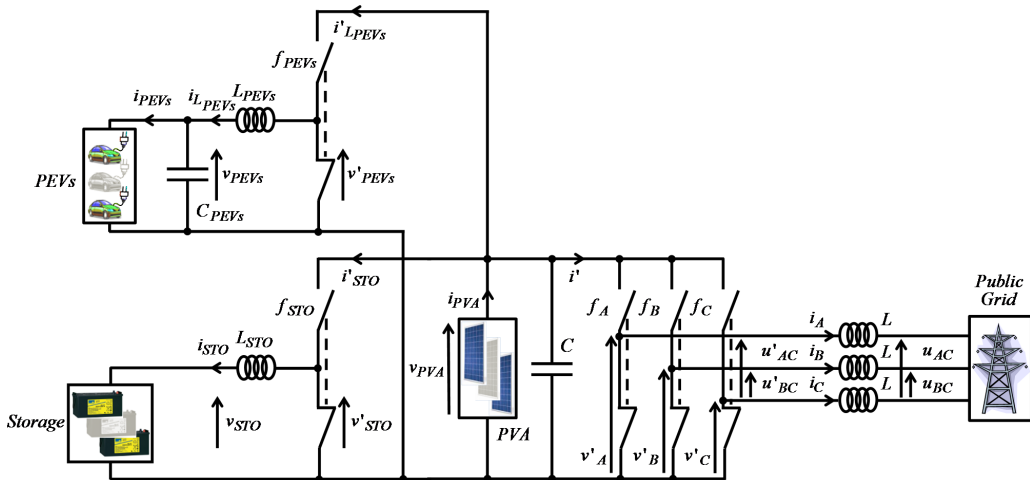 i'LPEVs
fPEVs
LPEVs
iPEVs
iLPEVs
PEVs
vPEVs
v'PEVs
CPEVs
i'STO
i'
Public
Grid
fSTO
iPVA
fA
fB
fC
LSTO
iSTO
iA
L
C
vPVA
u'AC
iB
L
uAC
u'BC
iC
L
uBC
Storage
vSTO
v'STO
PVA
v'A
v'B
v'C